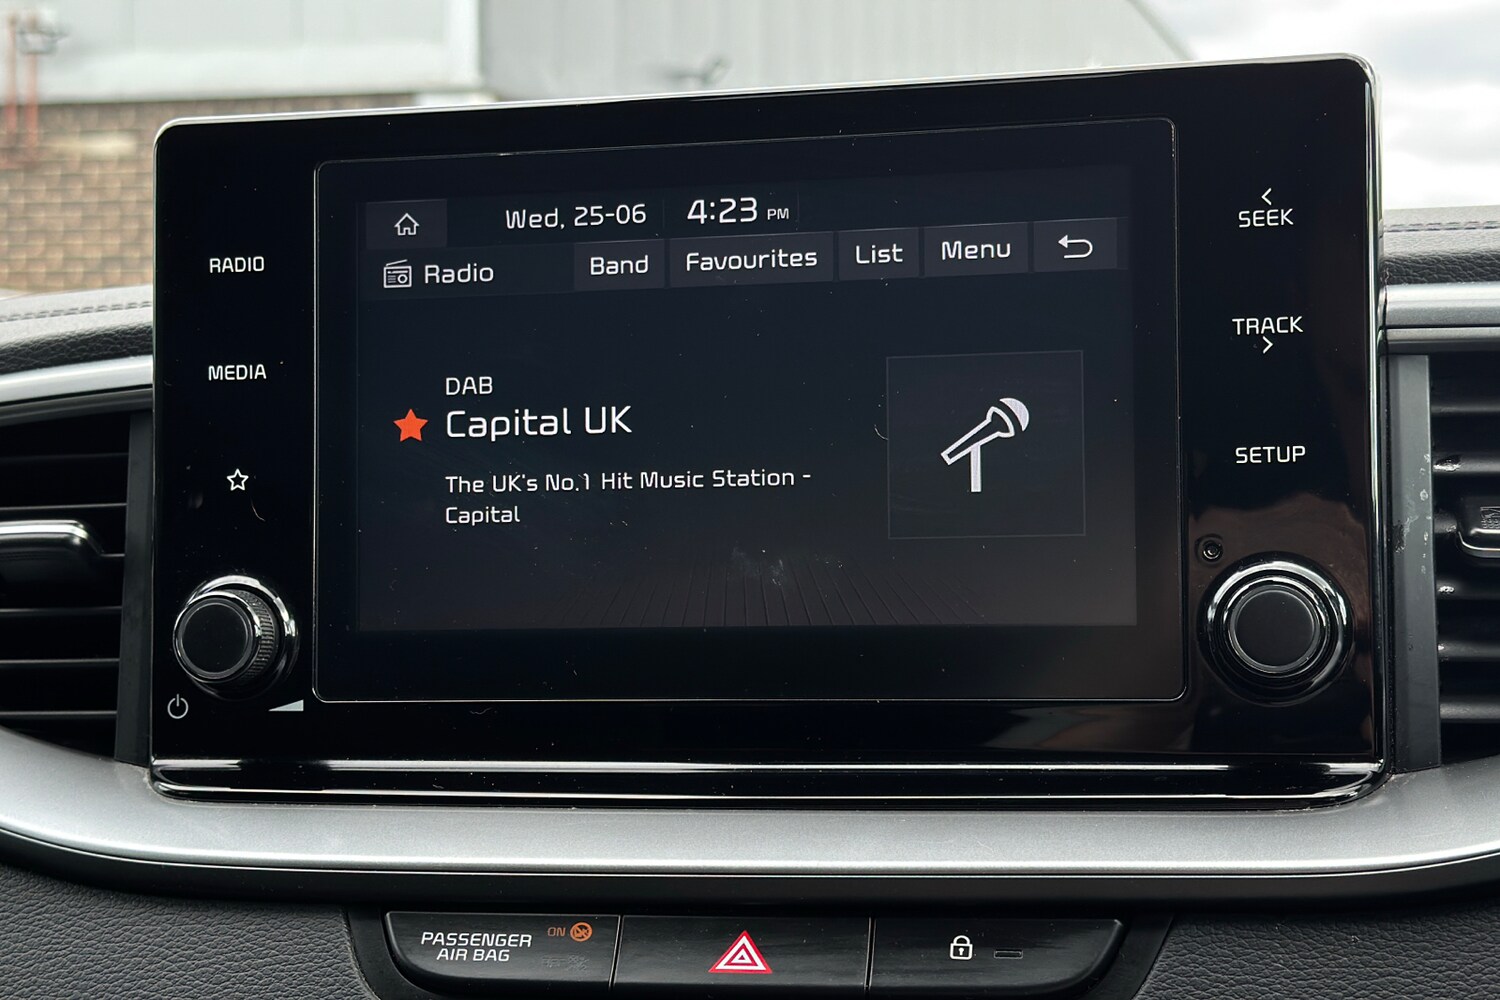 Wed, 25-06 4:23 PM
Radio Band Favourites List Menu
DAB
Capital UK
The UK's No.1 Hit Music Station -
Capital
RADIO
MEDIA
SEEK
TRACK
SETUP
PASSENGER
AIR BAG
ON